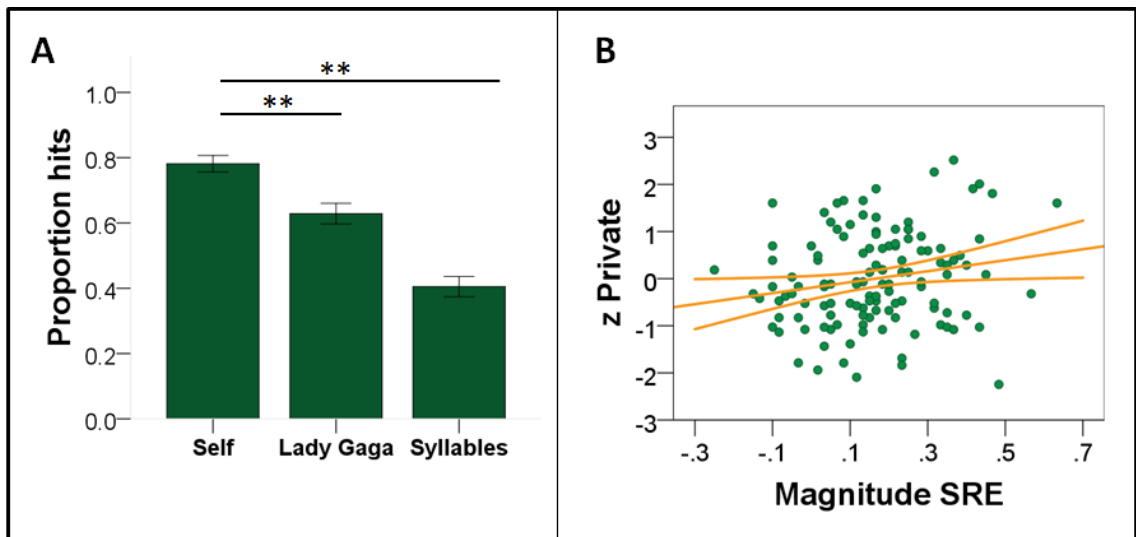 A
**
**
1.0
0.8
0.6
0.4
0.2
0.0
Proportion hits
Self Lady Gaga Syllables
B
3
2
1
0
-1
-2
-3
z Private
-.3 -.1 .1 .3 .5 .7
Magnitude SRE